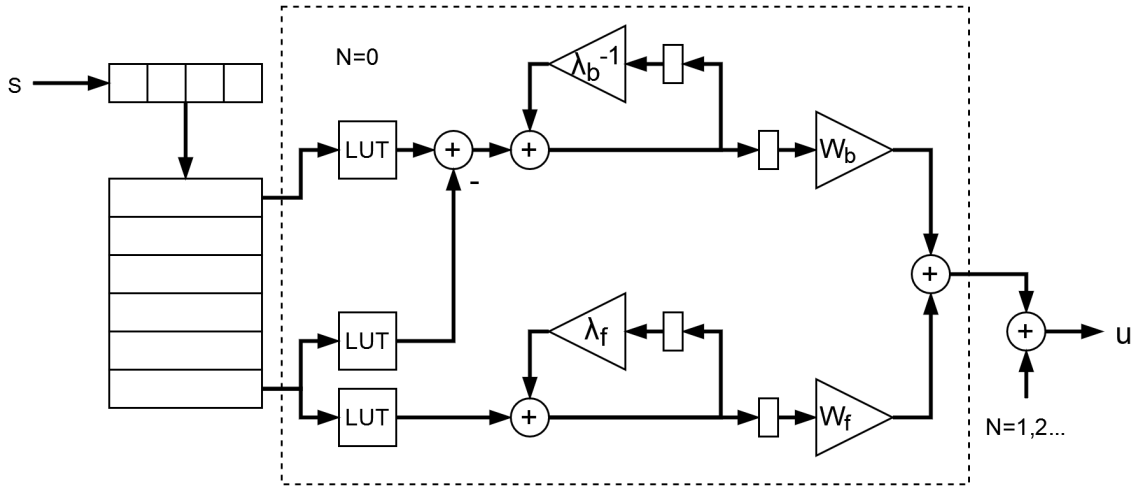 N=0
λb-1
S
LUT
+
+
Wb
-
+
LUT
λf
+
u
LUT
+
Wf
N=1,2...